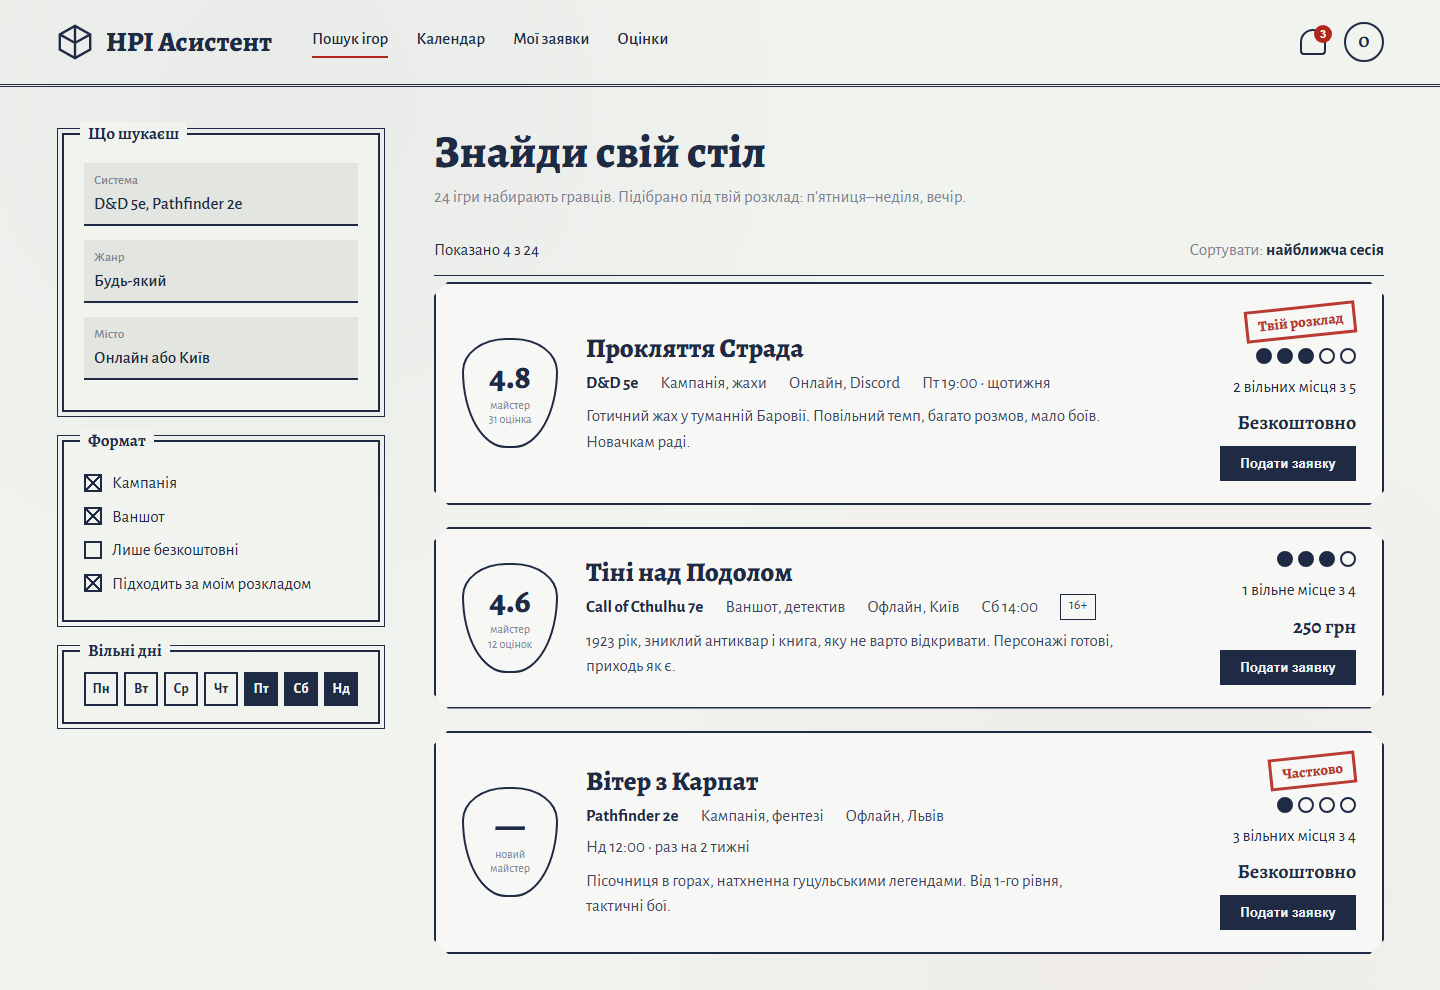 НРІ Асистент
Пошук ігор
Календар
Мої заявки
Оцінки
3
О
Що шукаєш
Система
D&D 5e, Pathfinder 2e
Жанр
Будь-який
Місто
Онлайн або Київ
Формат
Кампанія
Ваншот
Лише безкоштовні
Підходить за моїм розкладом
Вільні дні
Пн Вт Ср Чт Пт Сб Нд
Знайди свій стіл
24 ігри набирають гравців. Підібрано під твій розклад: п'ятниця–неділя, вечір.
Показано 4 з 24
Сортувати: найближча сесія
4.8
майстер
31 оцінка
Прокляття Страда
D&D 5e Кампанія, жахи Онлайн, Discord Пт 19:00 · щотижня
Готичний жах у туманній Баровії. Повільний темп, багато розмов, мало боїв.
Новачкам раді.
Твій розклад
2 вільних місця з 5
Безкоштовно
Подати заявку
4.6
майстер
12 оцінок
Тіні над Подолом
Call of Cthulhu 7e Ваншот, детектив Офлайн, Київ Сб 14:00 16+
1923 рік, зниклий антиквар і книга, яку не варто відкривати. Персонажі готові,
приходь як є.
1 вільне місце з 4
250 грн
Подати заявку
—
новий
майстер
Вітер з Карпат
Pathfinder 2e Кампанія, фентезі Офлайн, Львів
Нд 12:00 · раз на 2 тижні
Пісочниця в горах, натхненна гуцульськими легендами. Від 1-го рівня,
тактичні бої.
Частково
3 вільних місця з 4
Безкоштовно
Подати заявку